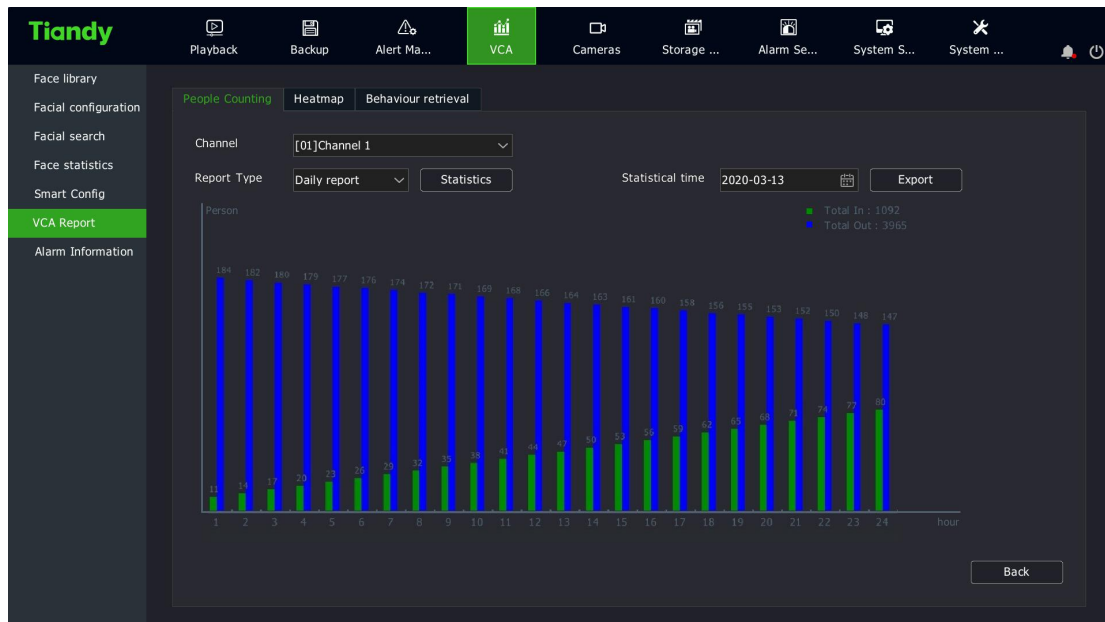 Tiandy
Playback Backup Alert Ma... VCA Cameras Storage ... Alarm Se... System S... System ...
Face library
Facial configuration
Facial search
Face statistics
Smart Config
VCA Report
Alarm Information
People Counting Heatmap Behaviour retrieval
Channel [01]Channel 1
Report Type Daily report Statistics Statistical time 2020-03-13 Export
Person
Total In : 1092
Total Out : 3965
184 182 180 179 177 176 174 172 171 169 168 166 164 163 161 160 158 156 155 153 152 150 148 147
11 14 17 20 23 26 29 32 35 38 41 44 47 50 53 56 59 62 65 68 71 74 77 80
1 2 3 4 5 6 7 8 9 10 11 12 13 14 15 16 17 18 19 20 21 22 23 24 hour
Back